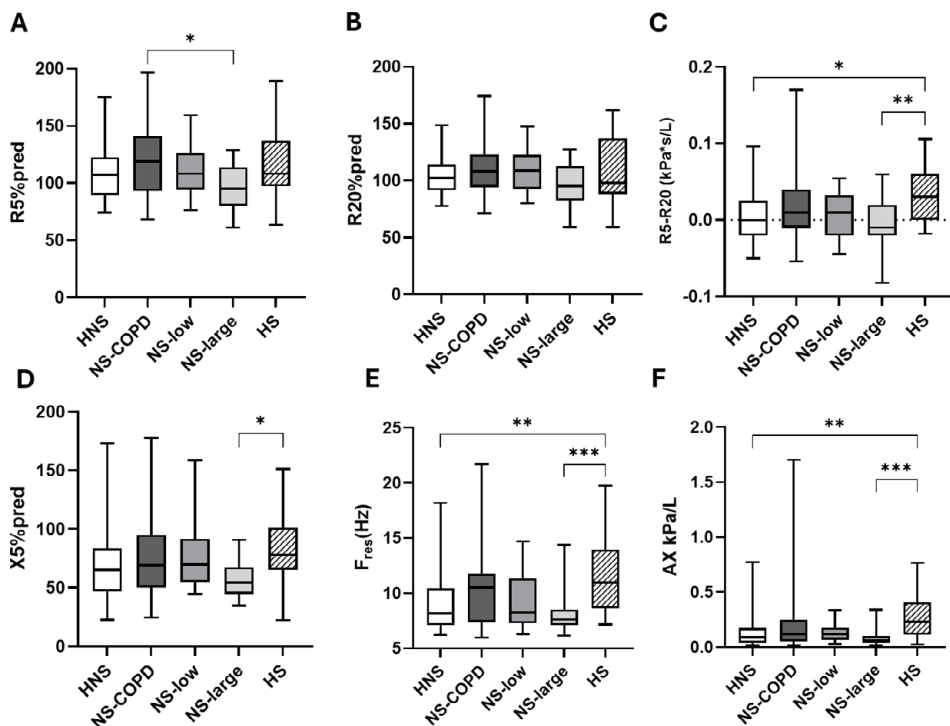 A
*
R5%pred
200
150
100
50
0
HNS
NS-COPD
NS-low
NS-large
HS
B
R20%pred
200
150
100
50
0
HNS
NS-COPD
NS-low
NS-large
HS
C
*
**
R5-R20 (kPa*s/L)
0.2
0.1
0.0
-0.1
HNS
NS-COPD
NS-low
NS-large
HS
D
*
X5%pred
200
150
100
50
0
HNS
NS-COPD
NS-low
NS-large
HS
E
**
***
Fres(Hz)
25
20
15
10
5
HNS
NS-COPD
NS-low
NS-large
HS
F
**
***
AX kPa/L
2.0
1.5
1.0
0.5
0.0
HNS
NS-COPD
NS-low
NS-large
HS